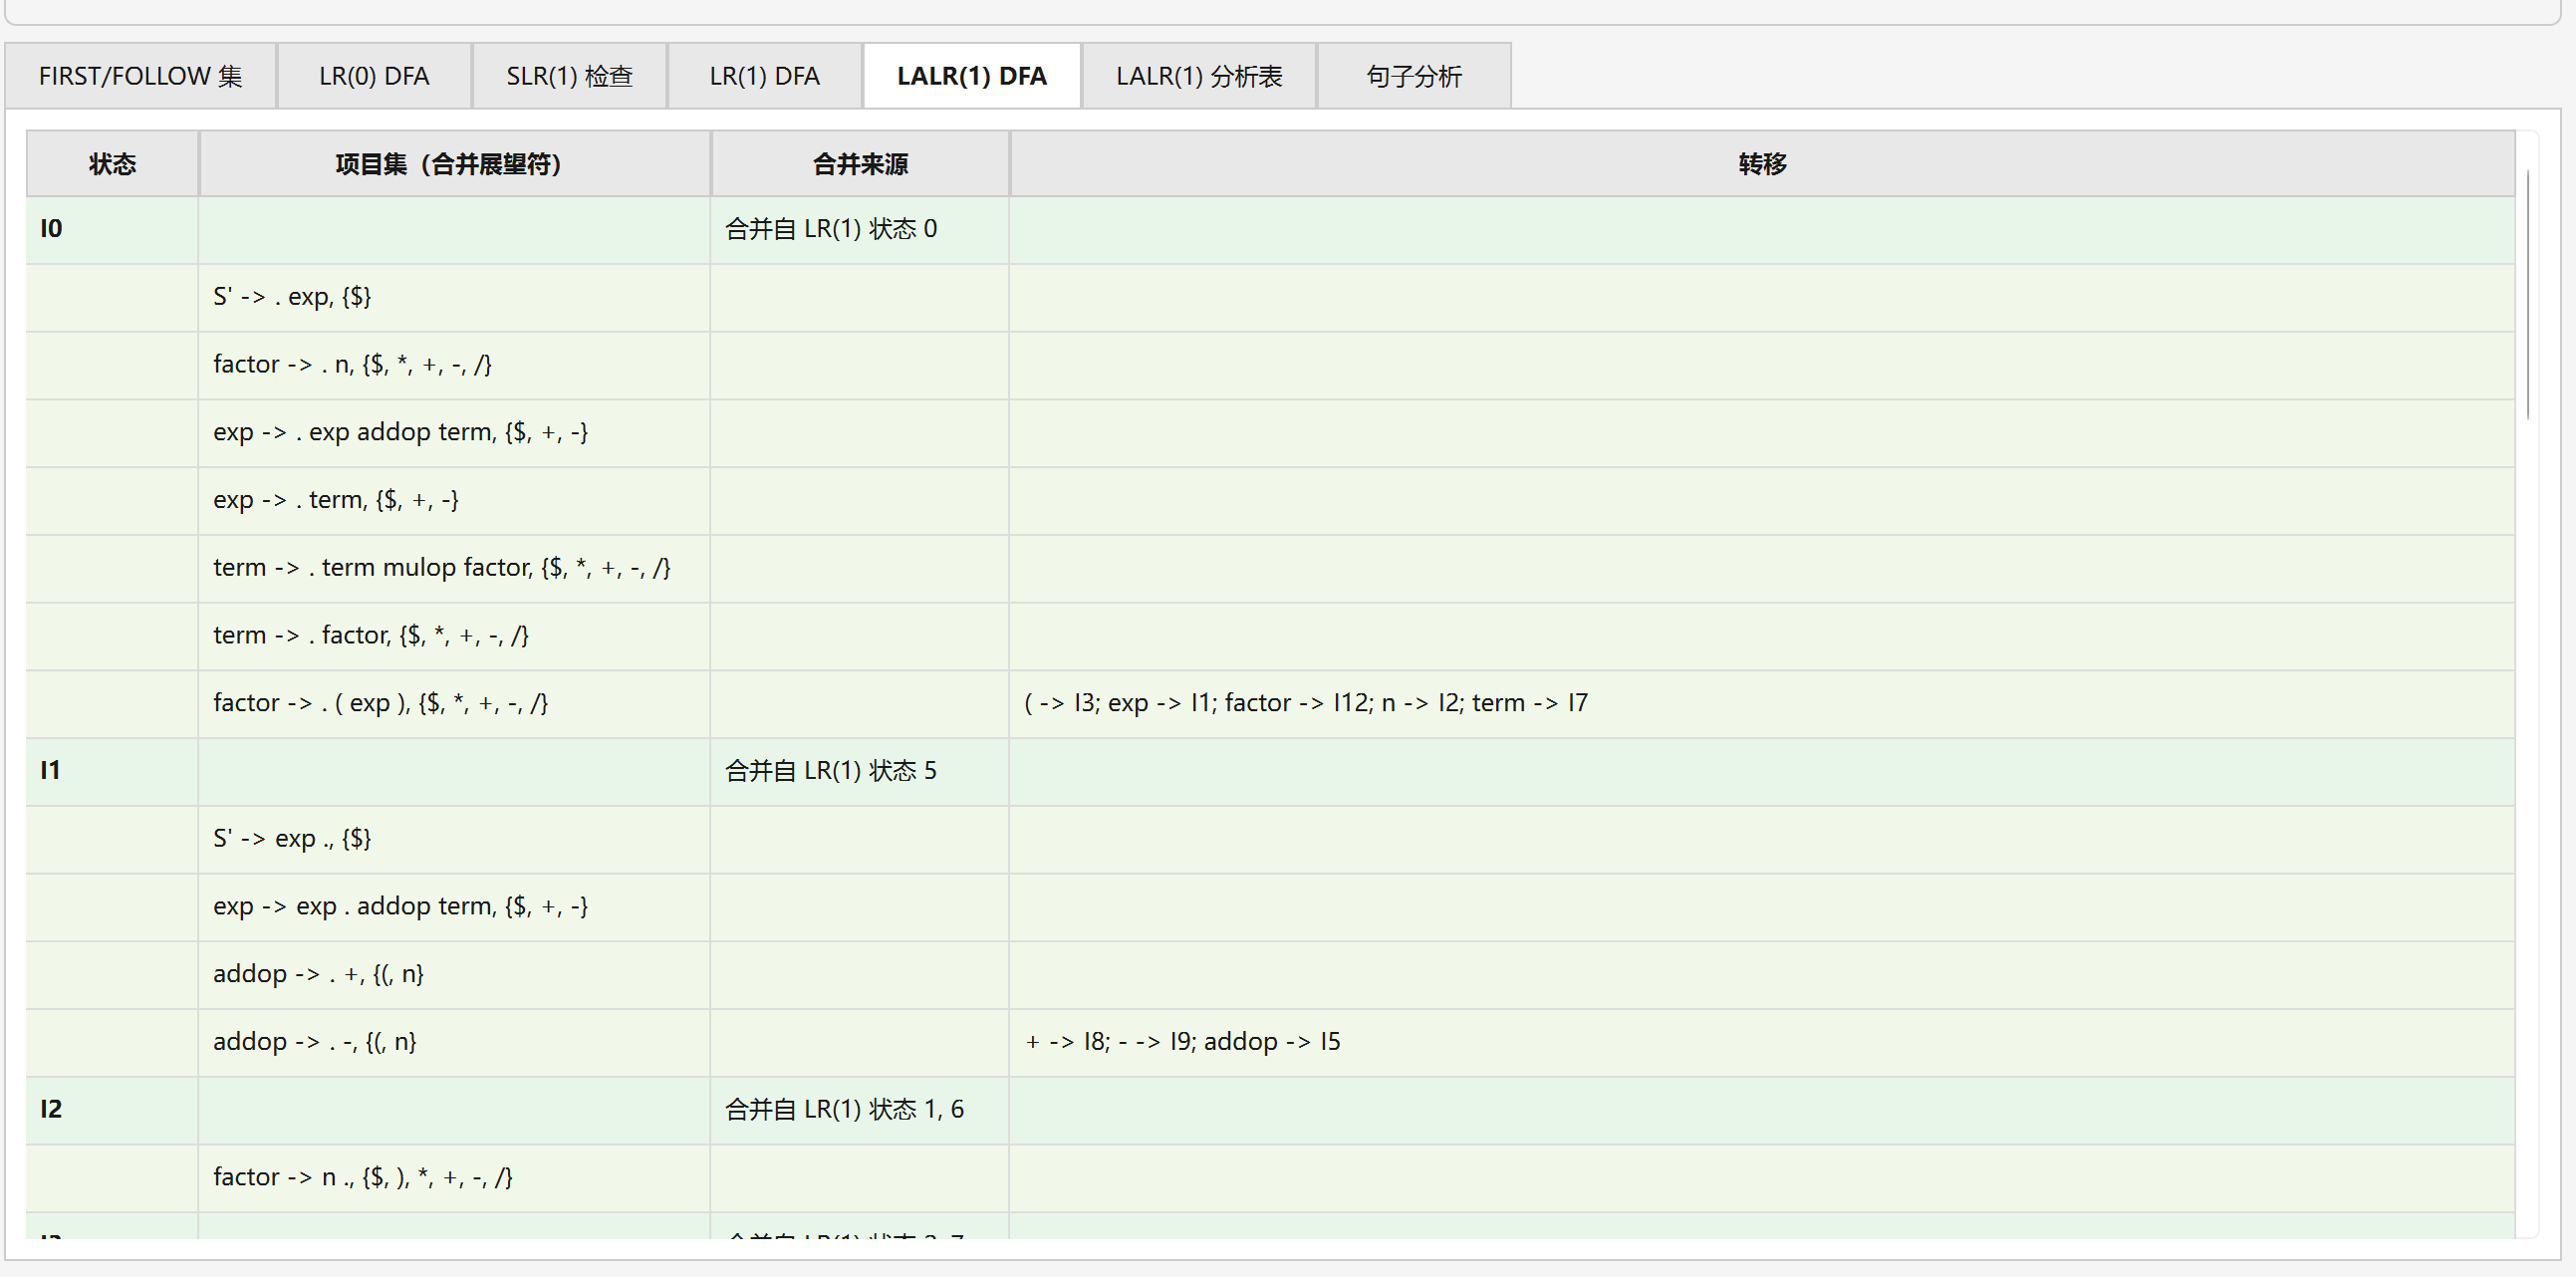 FIRST/FOLLOW 集 LR(0) DFA SLR(1) 检查 LR(1) DFA LALR(1) DFA LALR(1) 分析表 句子分析
状态 项目集（合并展望符） 合并来源 转移
I0 合并自 LR(1) 状态 0
S' -> . exp, {$}
factor -> . n, {$, *, +, -, /}
exp -> . exp addop term, {$, +, -}
exp -> . term, {$, +, -}
term -> . term mulop factor, {$, *, +, -, /}
term -> . factor, {$, *, +, -, /}
factor -> . ( exp ), {$, *, +, -, /} ( -> I3; exp -> I1; factor -> I12; n -> I2; term -> I7
I1 合并自 LR(1) 状态 5
S' -> exp ., {$}
exp -> exp . addop term, {$, +, -}
addop -> . +, {(, n}
addop -> . -, {(, n} + -> I8; - -> I9; addop -> I5
I2 合并自 LR(1) 状态 1, 6
factor -> n ., {$, ), *, +, -, /}